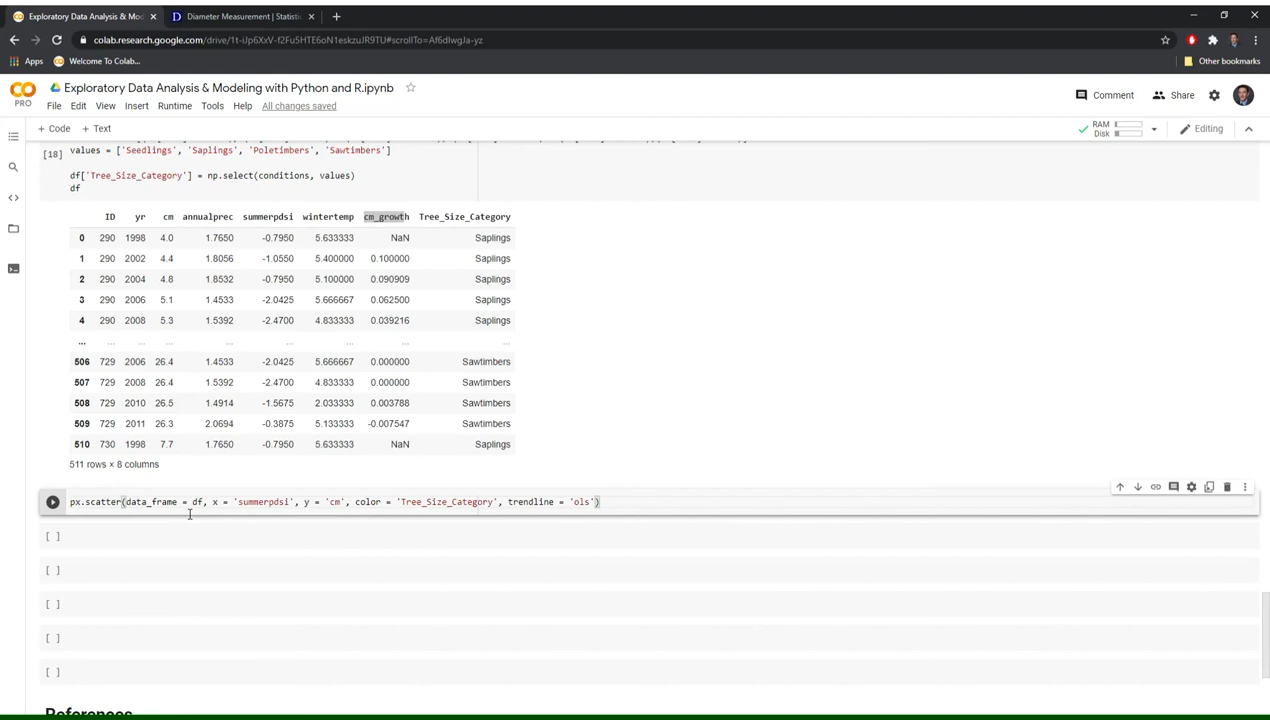 Exploratory Data Analysis & Mod
Diameter Measurement | Statistic
colab.research.google.com/drive/1t-iJp6XxV-f2Fu5HTE6oN1eskzuJR9TU#scrollTo=Af6dIwgJa-yz
Apps
Welcome To Colab...
Other bookmarks
CO
PRO
Exploratory Data Analysis & Modeling with Python and R.ipynb
File Edit View Insert Runtime Tools Help All changes saved
Comment Share
+ Code + Text
RAM
Disk
Editing
[18] values = ['Seedlings', 'Saplings', 'Poletimbers', 'Sawtimbers']
df['Tree_Size_Category'] = np.select(conditions, values)
df
ID yr cm annualprec summerpdsi wintertemp cm_growth Tree_Size_Category
0 290 1998 4.0 1.7650 -0.7950 5.633333 NaN Saplings
1 290 2002 4.4 1.8056 -1.0550 5.400000 0.100000 Saplings
2 290 2004 4.8 1.8532 -0.7950 5.100000 0.090909 Saplings
3 290 2006 5.1 1.4533 -2.0425 5.666667 0.062500 Saplings
4 290 2008 5.3 1.5392 -2.4700 4.833333 0.039216 Saplings
... ... ... ... ... ... ... ... ...
506 729 2006 26.4 1.4533 -2.0425 5.666667 0.000000 Sawtimbers
507 729 2008 26.4 1.5392 -2.4700 4.833333 0.000000 Sawtimbers
508 729 2010 26.5 1.4914 -1.5675 2.033333 0.003788 Sawtimbers
509 729 2011 26.3 2.0694 -0.3875 5.133333 -0.007547 Sawtimbers
510 730 1998 7.7 1.7650 -0.7950 5.633333 NaN Saplings
511 rows × 8 columns
px.scatter(data_frame = df, x = 'summerpdsi', y = 'cm', color = 'Tree_Size_Category', trendline = 'ols')
[ ]
[ ]
[ ]
[ ]
[ ]
References